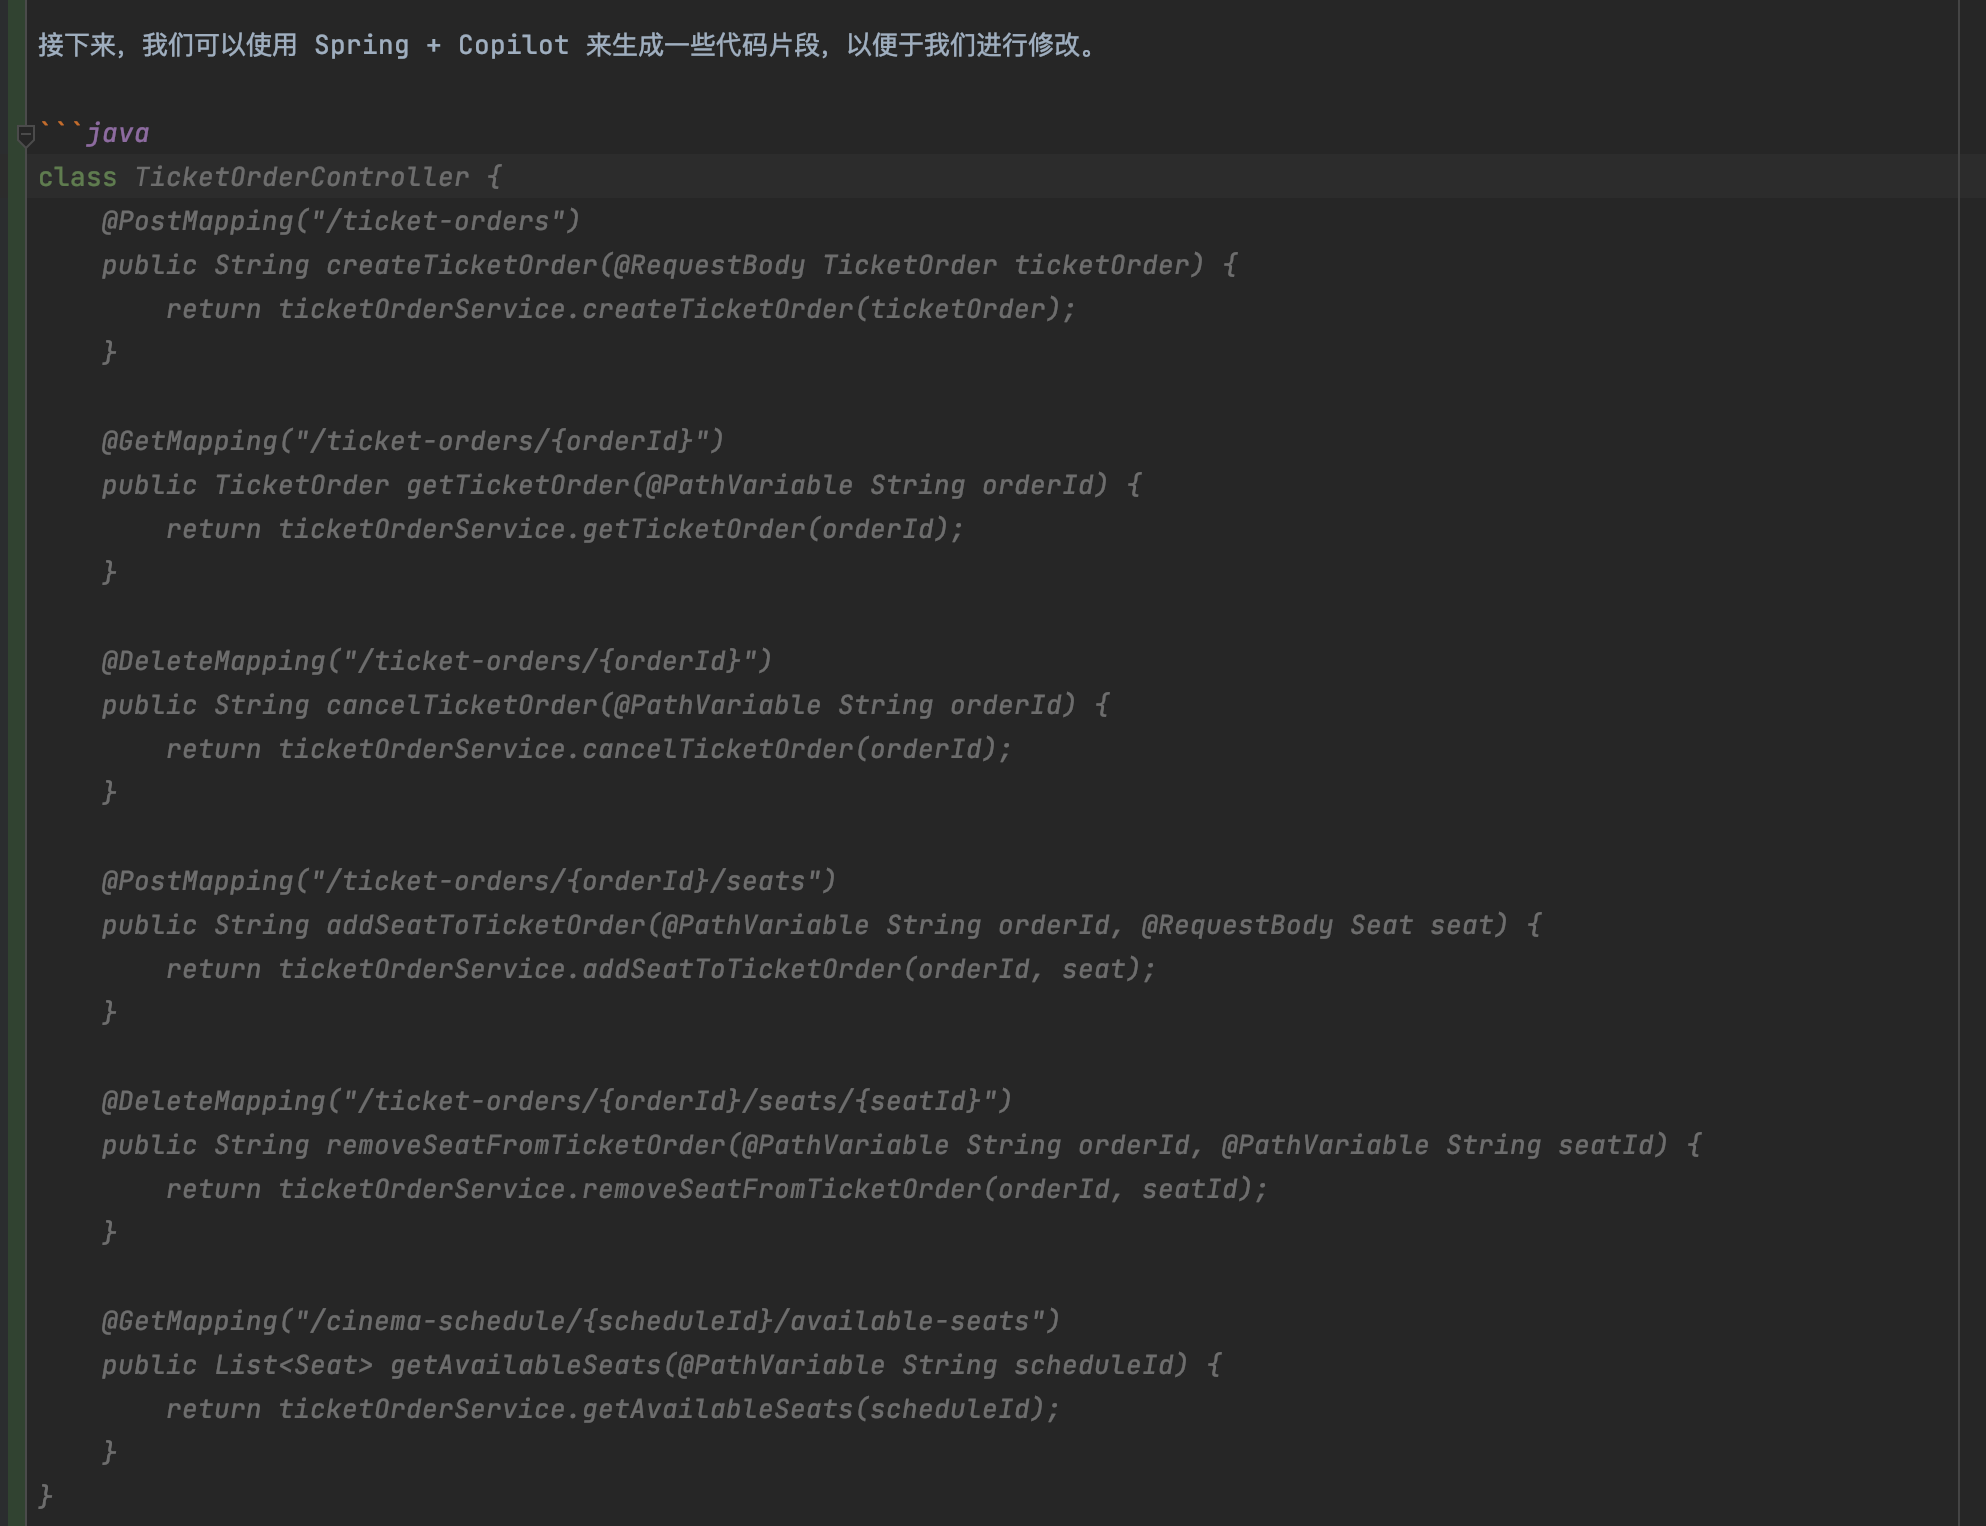 接下来，我们可以使用 Spring + Copilot 来生成一些代码片段，以便于我们进行修改。
```java
class TicketOrderController {
    @PostMapping("/ticket-orders")
    public String createTicketOrder(@RequestBody TicketOrder ticketOrder) {
        return ticketOrderService.createTicketOrder(ticketOrder);
    }
    @GetMapping("/ticket-orders/{orderId}")
    public TicketOrder getTicketOrder(@PathVariable String orderId) {
        return ticketOrderService.getTicketOrder(orderId);
    }
    @DeleteMapping("/ticket-orders/{orderId}")
    public String cancelTicketOrder(@PathVariable String orderId) {
        return ticketOrderService.cancelTicketOrder(orderId);
    }
    @PostMapping("/ticket-orders/{orderId}/seats")
    public String addSeatToTicketOrder(@PathVariable String orderId, @RequestBody Seat seat) {
        return ticketOrderService.addSeatToTicketOrder(orderId, seat);
    }
    @DeleteMapping("/ticket-orders/{orderId}/seats/{seatId}")
    public String removeSeatFromTicketOrder(@PathVariable String orderId, @PathVariable String seatId) {
        return ticketOrderService.removeSeatFromTicketOrder(orderId, seatId);
    }
    @GetMapping("/cinema-schedule/{scheduleId}/available-seats")
    public List<Seat> getAvailableSeats(@PathVariable String scheduleId) {
        return ticketOrderService.getAvailableSeats(scheduleId);
    }
}